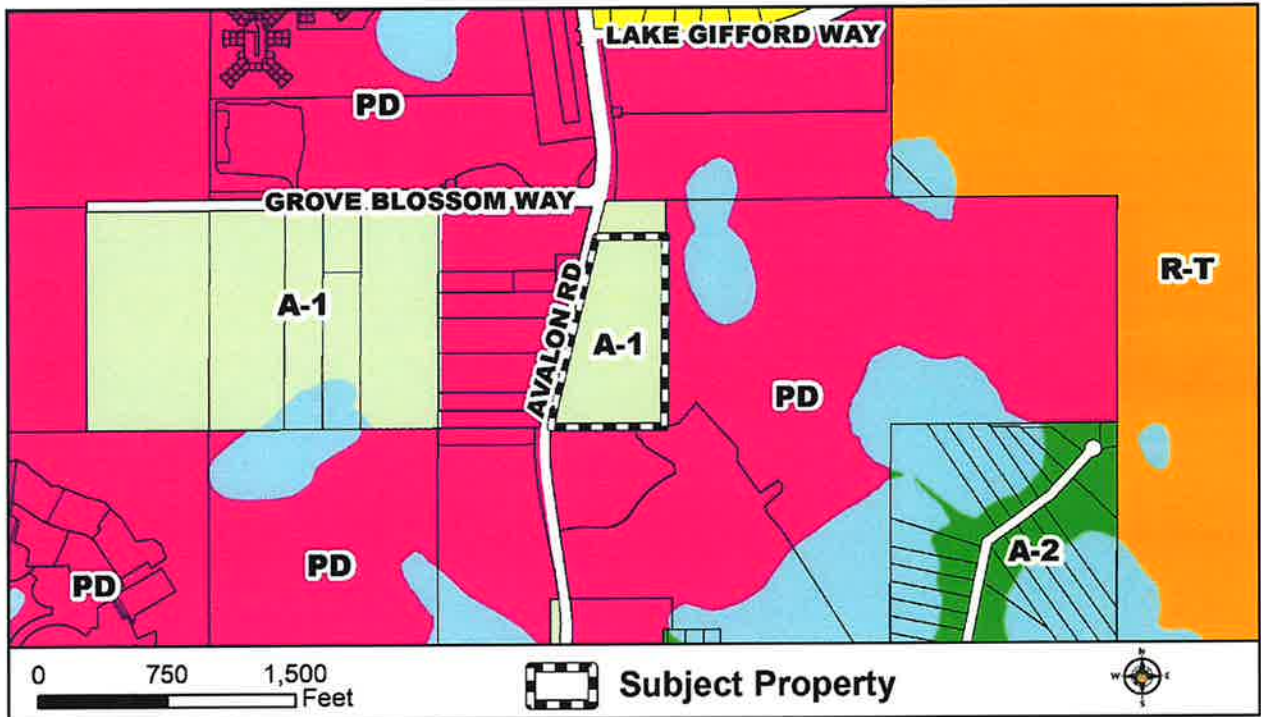 LAKE GIFFORD WAY
PD
GROVE BLOSSOM WAY
R-T
A-1
AVALON RD
A-1
PD
A-2
PD
PD
0 750 1,500
Feet
Subject Property
N
W E
S